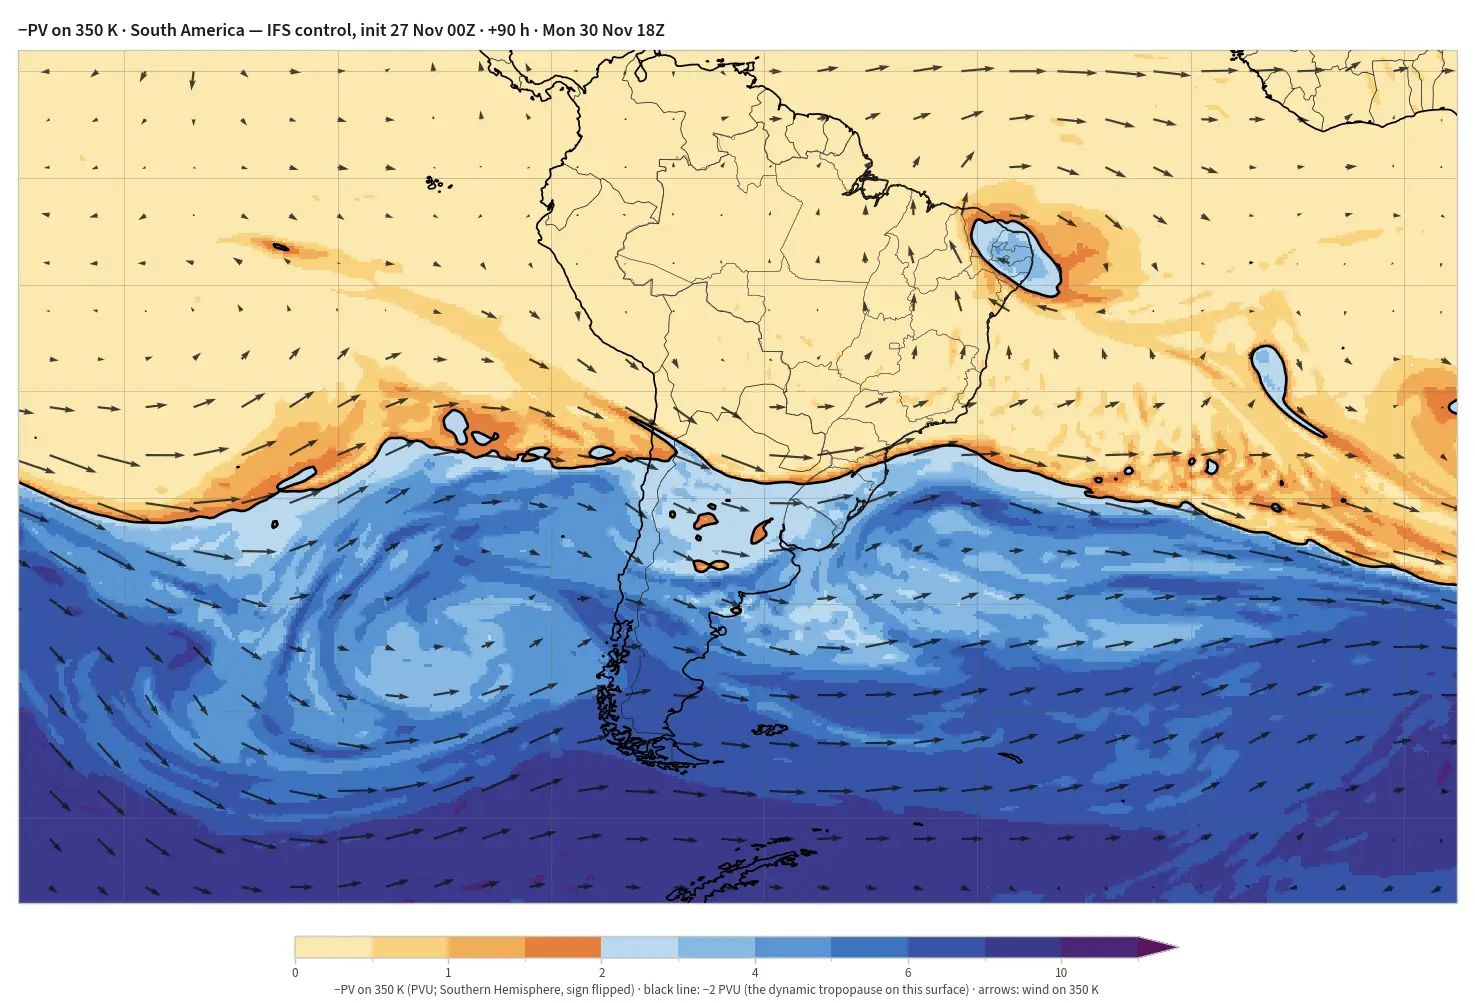 −PV on 350 K · South America — IFS control, init 27 Nov 00Z · +90 h · Mon 30 Nov 18Z
0 1 2 4 6 10
−PV on 350 K (PVU; Southern Hemisphere, sign flipped) · black line: −2 PVU (the dynamic tropopause on this surface) · arrows: wind on 350 K